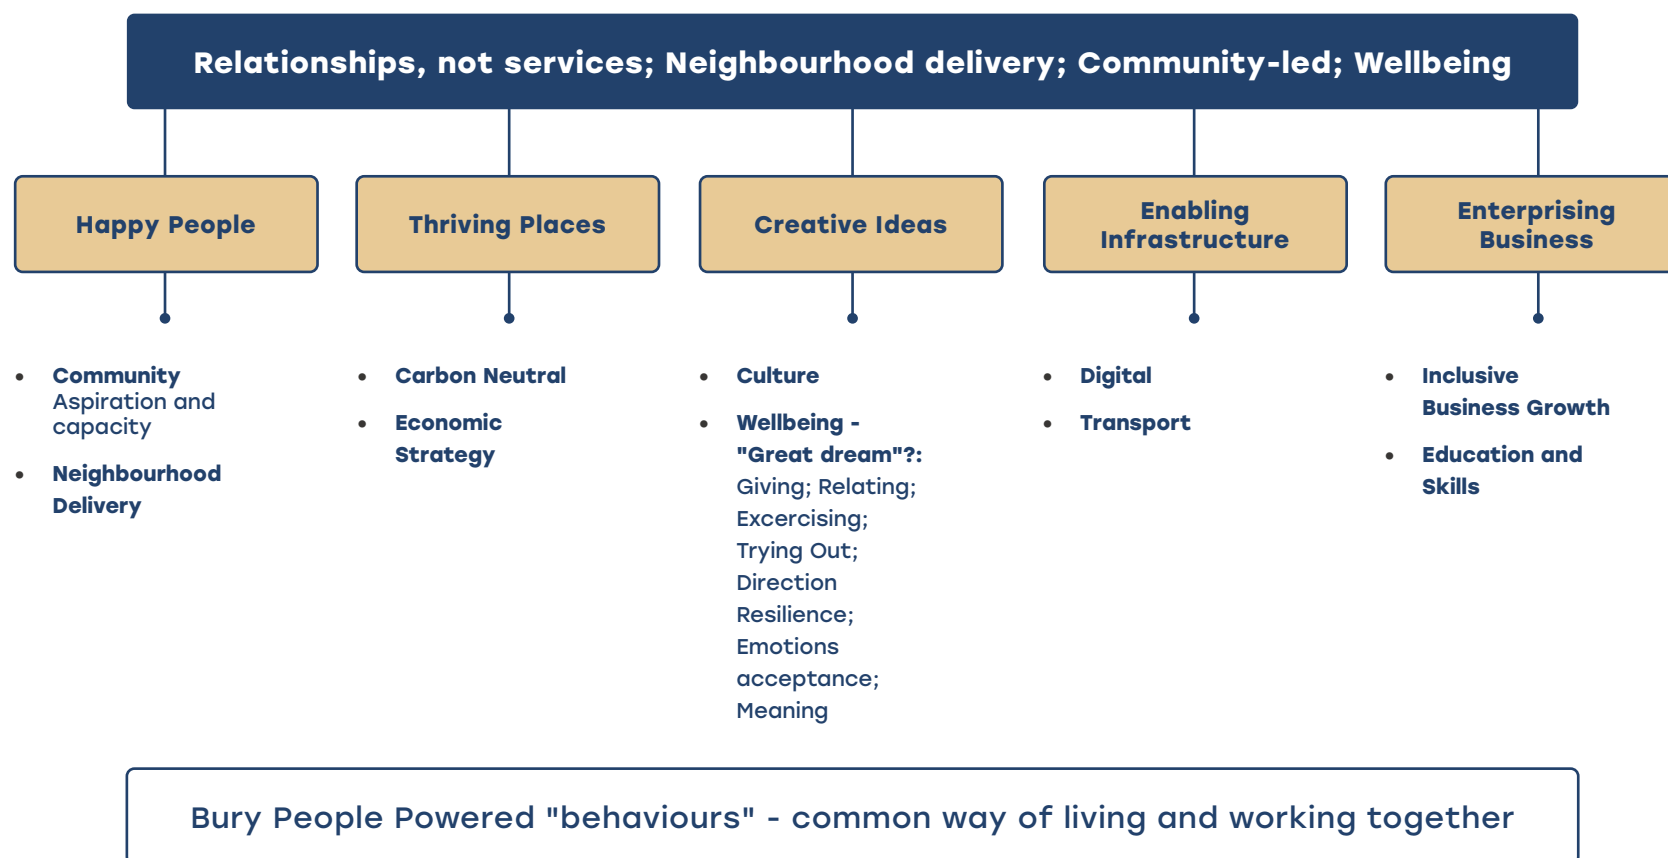 Relationships, not services; Neighbourhood delivery; Community-led; Wellbeing
Happy People
Thriving Places
Creative Ideas
Enabling
Infrastructure
Enterprising
Business
Community
Aspiration and
capacity
Neighbourhood
Delivery
Carbon Neutral
Economic
Strategy
Culture
Wellbeing -
"Great dream"?:
Giving; Relating;
Excercising;
Trying Out;
Direction
Resilience;
Emotions
acceptance;
Meaning
Digital
Transport
Inclusive
Business Growth
Education and
Skills
Bury People Powered "behaviours" - common way of living and working together